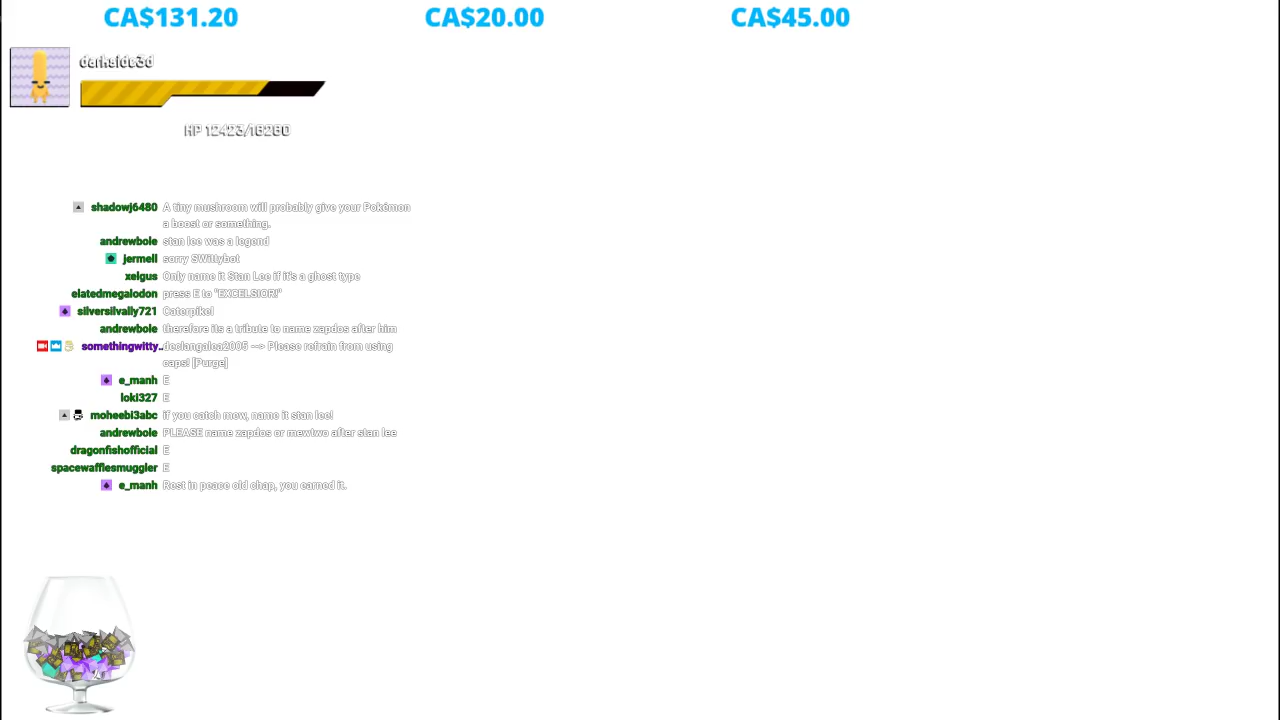 CA$131.20 CA$20.00 CA$45.00
darkside3d
HP 12423/16280
shadowj6480 A tiny mushroom will probably give your Pokémon
a boost or something.
andrewbole stan lee was a legend
jermell sorry SWittybot
xelgus Only name it Stan Lee if it's a ghost type
elatedmegalodon press E to "EXCELSIOR!"
silversilvally721 Caterpike!
andrewbole therefore its a tribute to name zapdos after him
somethingwitty.. declangalea2005 --> Please refrain from using
caps! [Purge]
e_manh E
loki327 E
moheebi3abc if you catch mew, name it stan lee!
andrewbole PLEASE name zapdos or mewtwo after stan lee
dragonfishofficial E
spacewafflesmuggler E
e_manh Rest in peace old chap, you earned it.